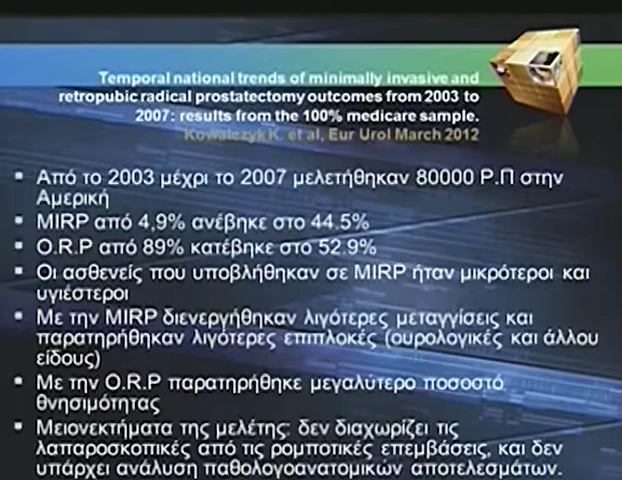 Temporal national trends of minimally invasive and
retropubic radical prostatectomy outcomes from 2003 to
2007: results from the 100% medicare sample.
Kowalczyk K. et al, Eur Urol March 2012
▪ Από το 2003 μέχρι το 2007 μελετήθηκαν 80000 Ρ.Π στην
Αμερική
▪ MIRP από 4,9% ανέβηκε στο 44.5%
▪ O.R.P από 89% κατέβηκε στο 52.9%
▪ Οι ασθενείς που υποβλήθηκαν σε MIRP ήταν μικρότεροι και
υγιέστεροι
▪ Με την MIRP διενεργήθηκαν λιγότερες μεταγγίσεις και
παρατηρήθηκαν λιγότερες επιπλοκές (ουρολογικές και άλλου
είδους)
▪ Με την O.R.P παρατηρήθηκε μεγαλύτερο ποσοστό
θνησιμότητας
▪ Μειονεκτήματα της μελέτης: δεν διαχωρίζει τις
λαπαροσκοπικές από τις ρομποτικές επεμβάσεις, και δεν
υπάρχει ανάλυση παθολογοανατομικών αποτελεσμάτων.